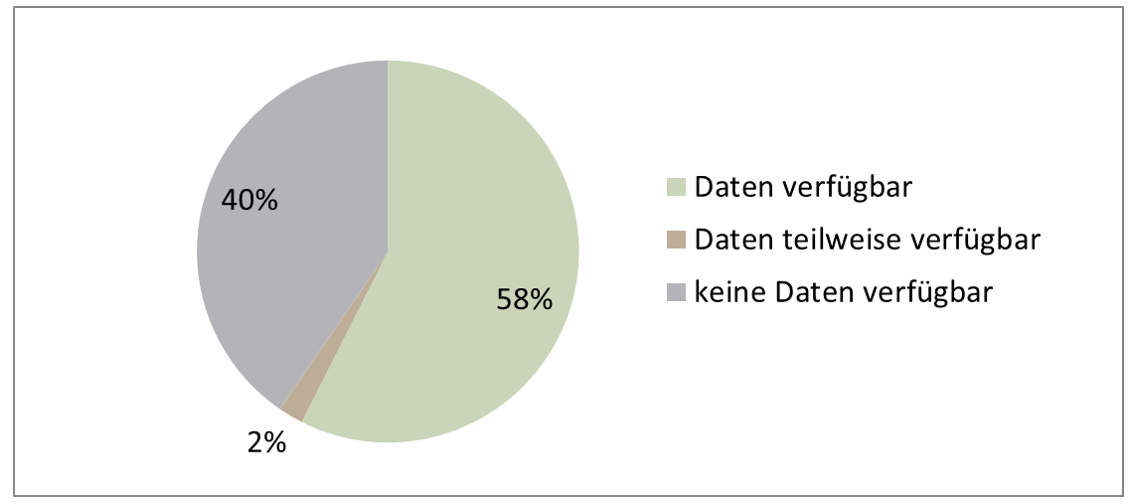 40%
58%
2%
Daten verfügbar
Daten teilweise verfügbar
keine Daten verfügbar